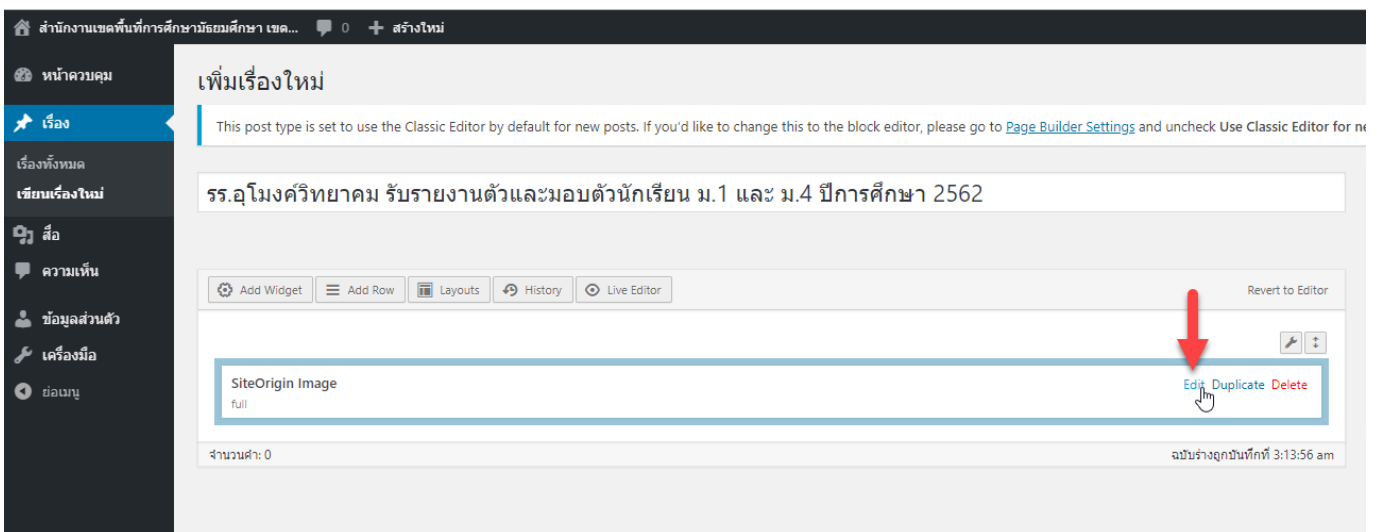 สำนักงานเขตพื้นที่การศึกษามัธยมศึกษา เขต... 0 สร้างใหม่
หน้าควบคุม
เรื่อง
เรื่องทั้งหมด
เขียนเรื่องใหม่
สื่อ
ความเห็น
ข้อมูลส่วนตัว
เครื่องมือ
ย่อเมนู
เพิ่มเรื่องใหม่
This post type is set to use the Classic Editor by default for new posts. If you'd like to change this to the block editor, please go to Page Builder Settings and uncheck Use Classic Editor for ne
รร.อุโมงค์วิทยาคม รับรายงานตัวและมอบตัวนักเรียน ม.1 และ ม.4 ปีการศึกษา 2562
Add Widget Add Row Layouts History Live Editor Revert to Editor
SiteOrigin Image
full
Edit Duplicate Delete
จำนวนคำ: 0 ฉบับร่างถูกบันทึกที่ 3:13:56 am